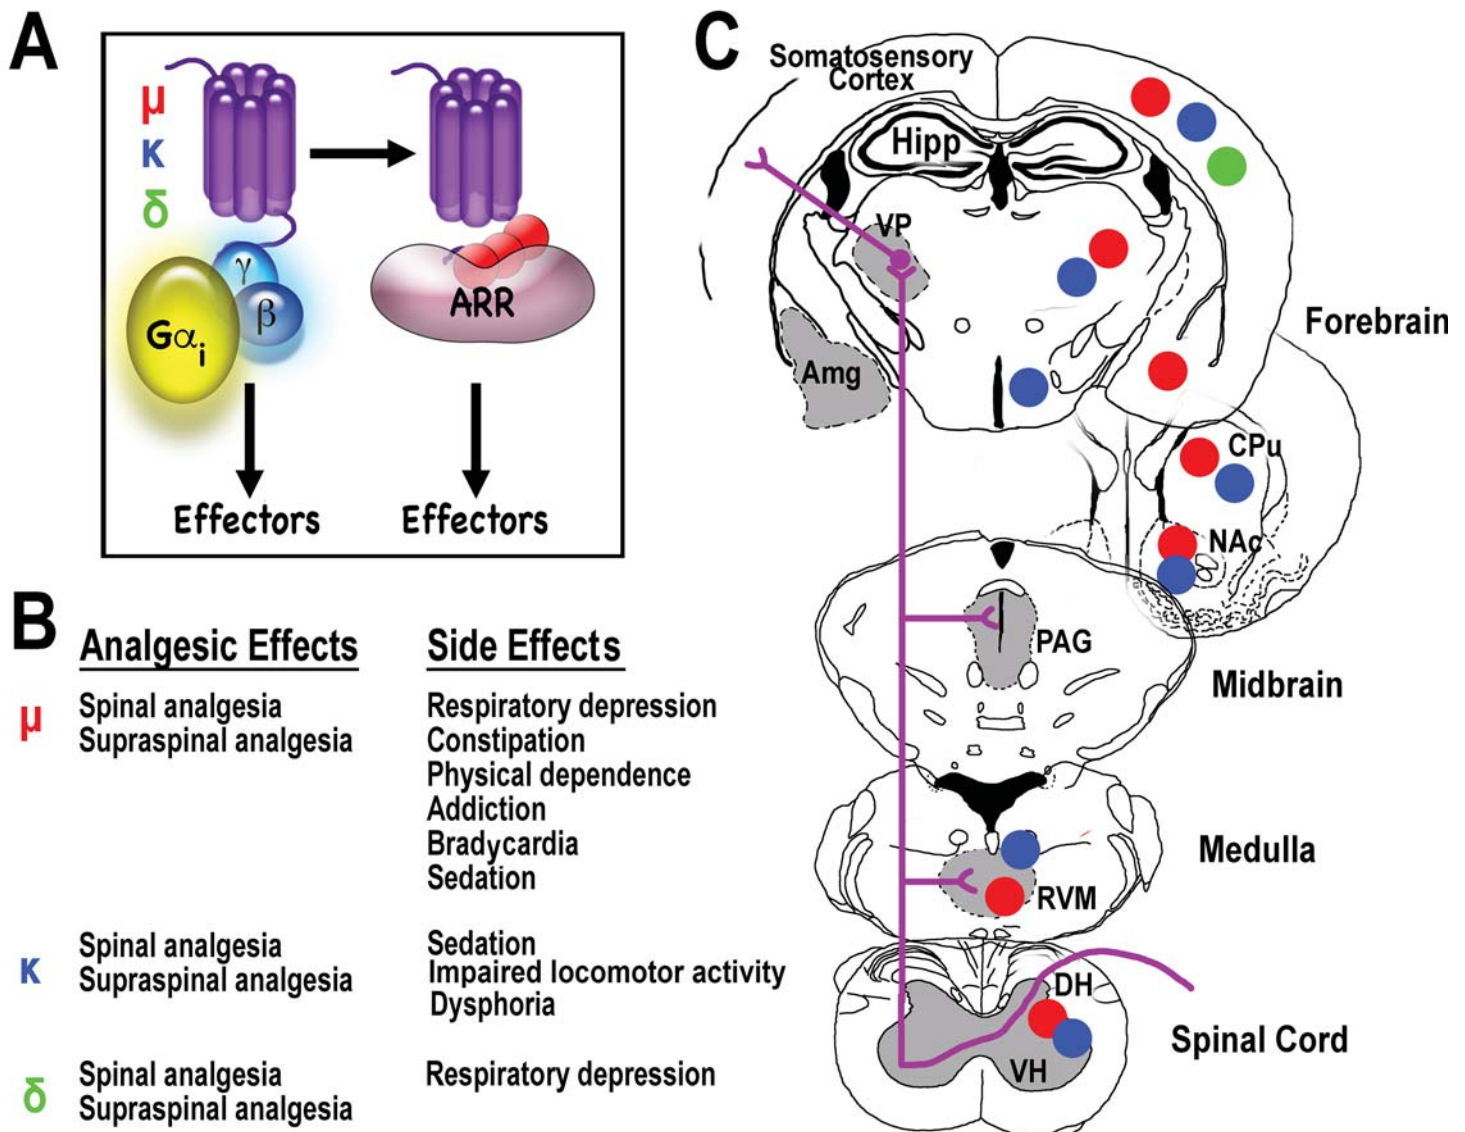 A
μ
κ
δ
γ
β
Gαi
ARR
Effectors
Effectors
B
Analgesic Effects
Side Effects
μ
Spinal analgesia
Supraspinal analgesia
Respiratory depression
Constipation
Physical dependence
Addiction
Bradycardia
Sedation
κ
Spinal analgesia
Supraspinal analgesia
Sedation
Impaired locomotor activity
Dysphoria
δ
Spinal analgesia
Supraspinal analgesia
Respiratory depression
C
Somatosensory
Cortex
Hipp
VP
Amg
Forebrain
CPu
NAc
PAG
Midbrain
Medulla
RVM
DH
VH
Spinal Cord